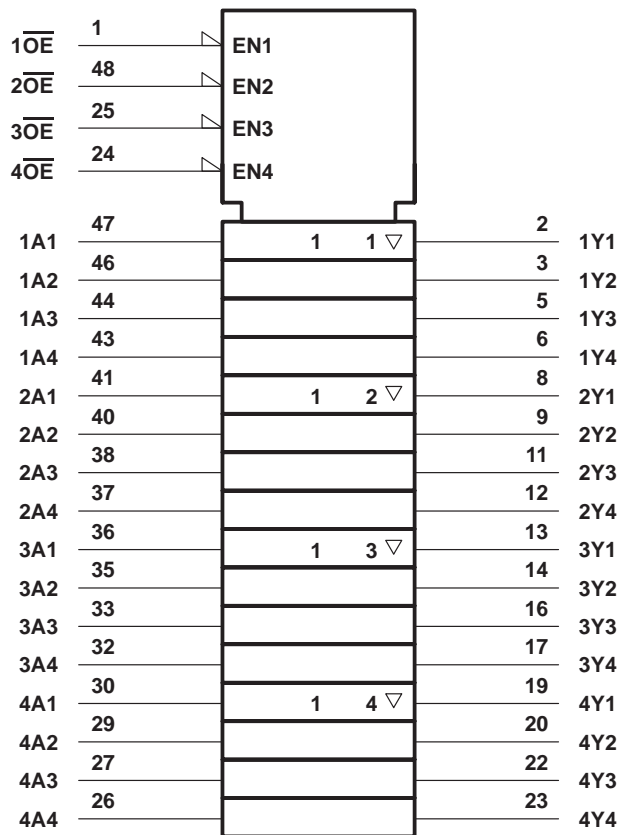 1O̅E̅ 1 EN1
2O̅E̅ 48 EN2
3O̅E̅ 25 EN3
4O̅E̅ 24 EN4
1A1 47 1 1 ▽ 2 1Y1
1A2 46 3 1Y2
1A3 44 5 1Y3
1A4 43 6 1Y4
2A1 41 1 2 ▽ 8 2Y1
2A2 40 9 2Y2
2A3 38 11 2Y3
2A4 37 12 2Y4
3A1 36 1 3 ▽ 13 3Y1
3A2 35 14 3Y2
3A3 33 16 3Y3
3A4 32 17 3Y4
4A1 30 1 4 ▽ 19 4Y1
4A2 29 20 4Y2
4A3 27 22 4Y3
4A4 26 23 4Y4